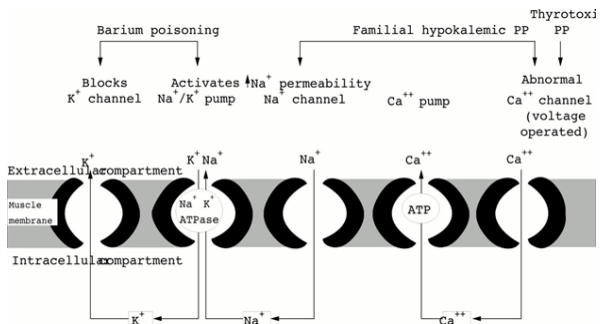 Thyrotoxi
Barium poisoning Familial hypokalemic PP PP
Blocks Activates Na⁺ permeability Abnormal
K⁺ channel Na⁺/K⁺ pump Na⁺ channel Ca⁺⁺ pump Ca⁺⁺ channel
(voltage
operated)
K⁺ K⁺ Na⁺ Na⁺ Ca⁺⁺ Ca⁺⁺
Extracellular compartment
Muscle
membrane
Na⁺ K⁺
ATPase
ATP
Intracellular compartment
K⁺ Na⁺ Ca⁺⁺